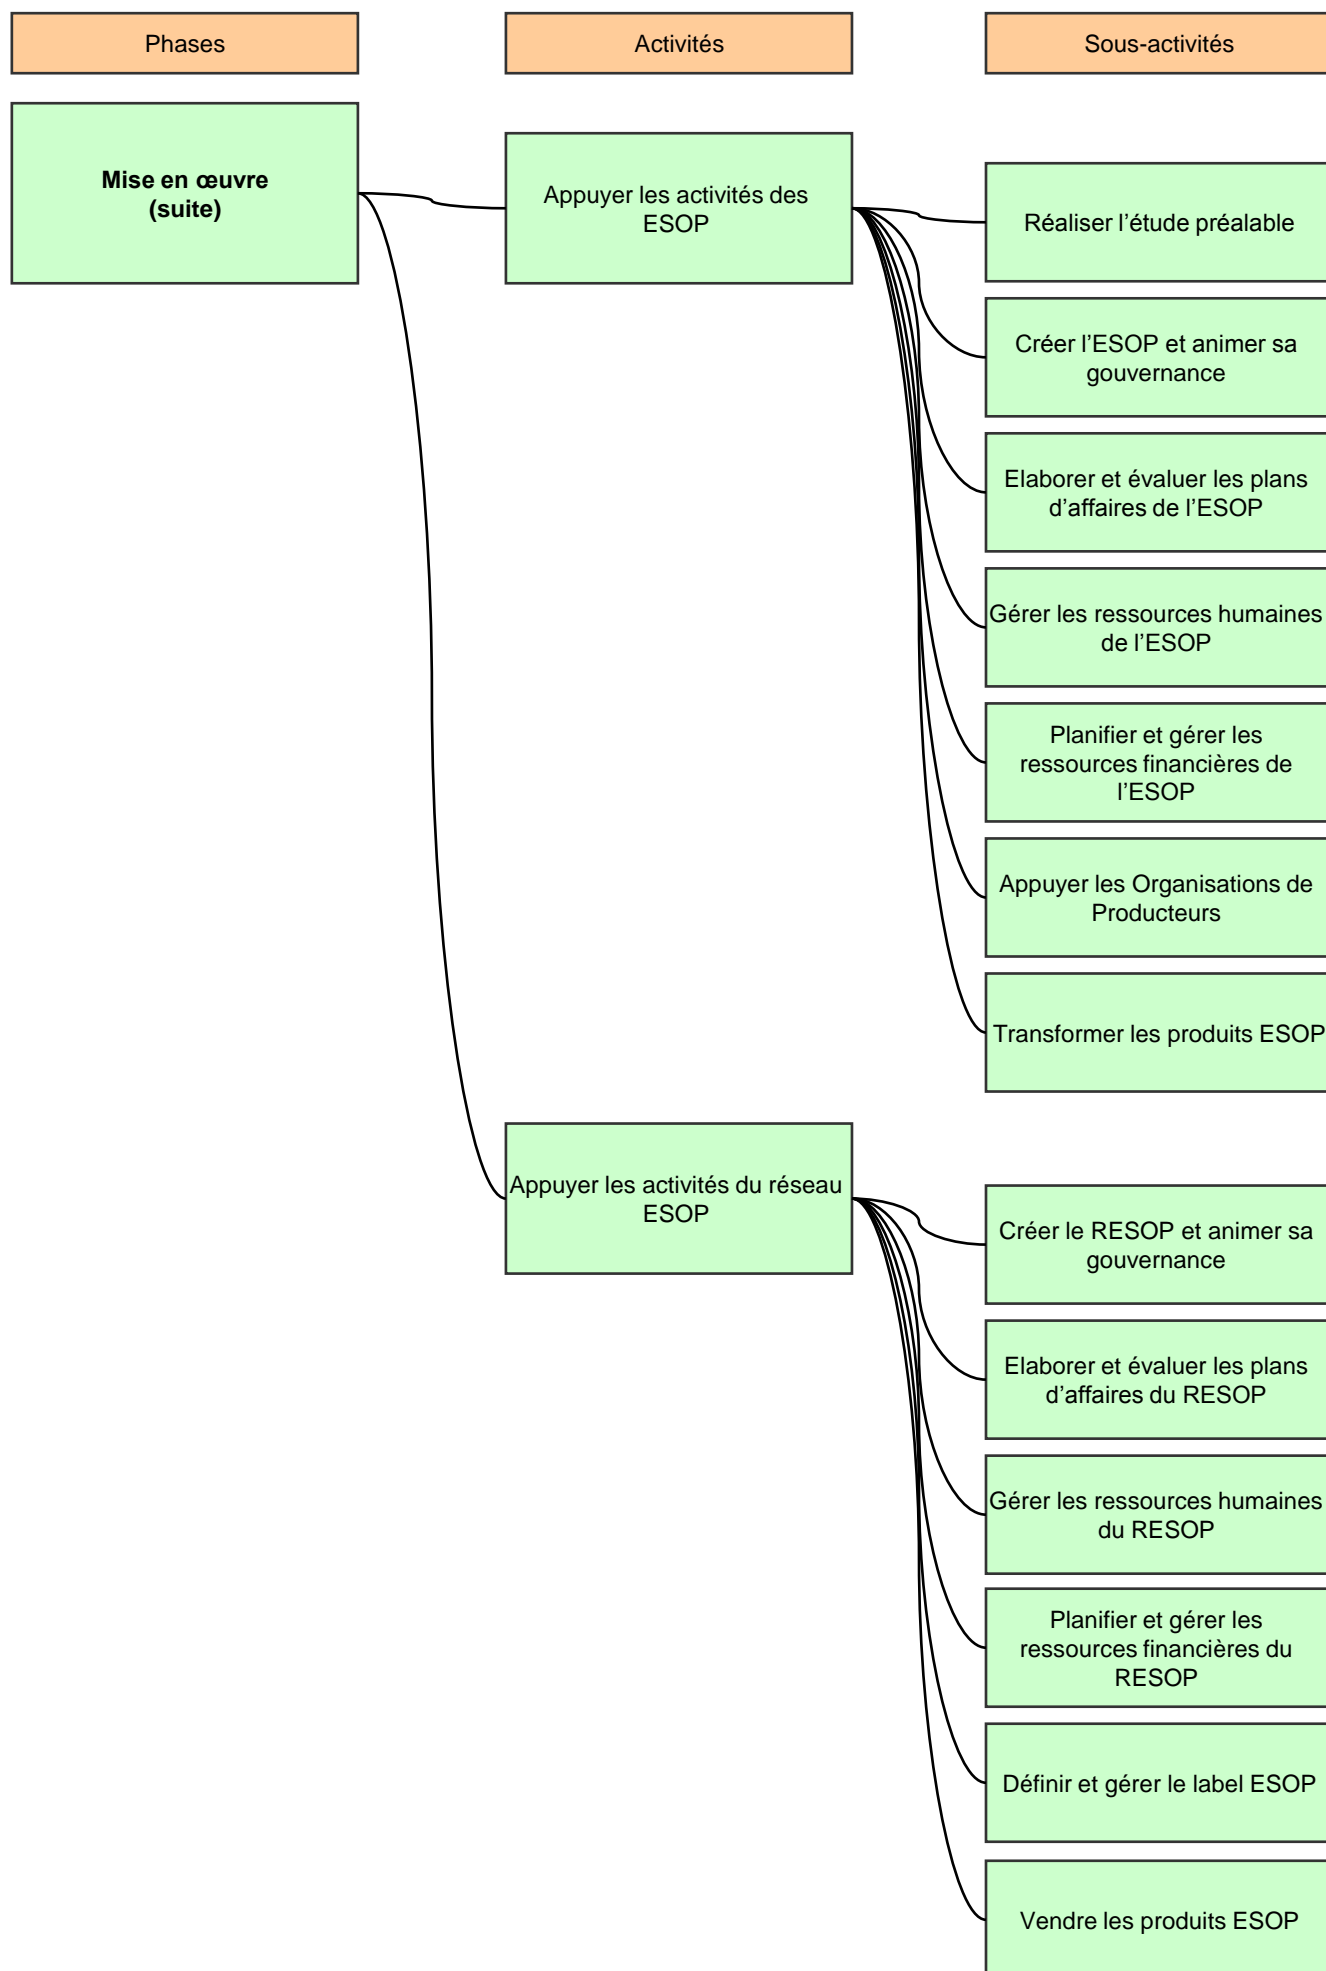 Phases
Activités
Sous-activités
Mise en œuvre
(suite)
Appuyer les activités des
ESOP
Réaliser l’étude préalable
Créer l’ESOP et animer sa
gouvernance
Elaborer et évaluer les plans
d’affaires de l’ESOP
Gérer les ressources humaines
de l’ESOP
Planifier et gérer les
ressources financières de
l’ESOP
Appuyer les Organisations de
Producteurs
Transformer les produits ESOP
Appuyer les activités du réseau
ESOP
Créer le RESOP et animer sa
gouvernance
Elaborer et évaluer les plans
d’affaires du RESOP
Gérer les ressources humaines
du RESOP
Planifier et gérer les
ressources financières du
RESOP
Définir et gérer le label ESOP
Vendre les produits ESOP